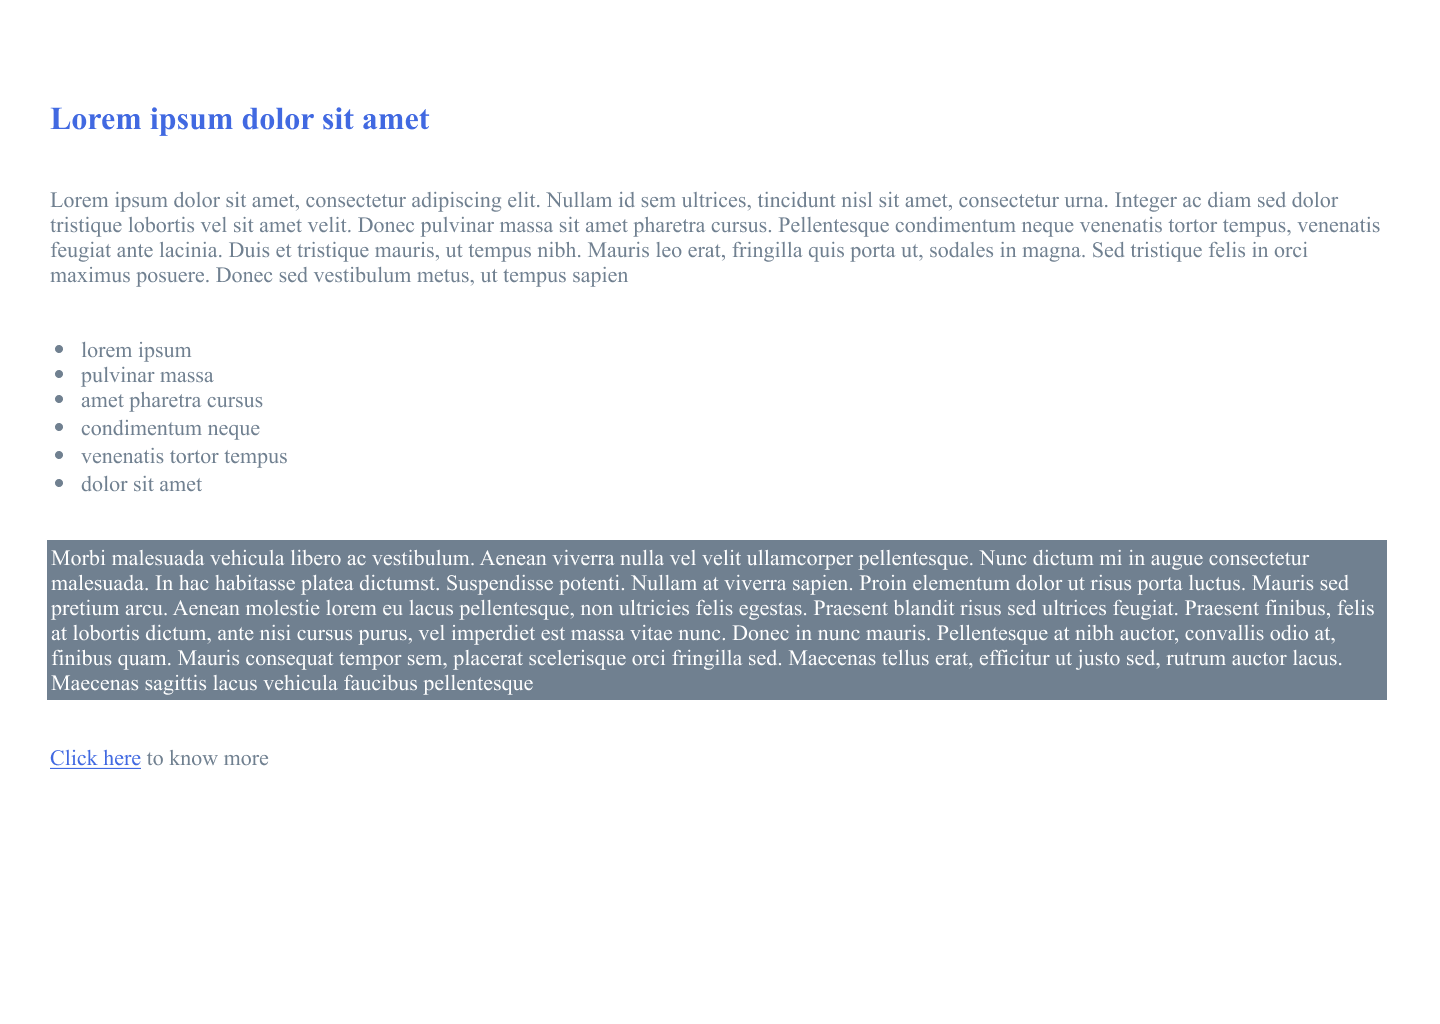 Lorem ipsum dolor sit amet
Lorem ipsum dolor sit amet, consectetur adipiscing elit. Nullam id sem ultrices, tincidunt nisl sit amet, consectetur urna. Integer ac diam sed dolor
tristique lobortis vel sit amet velit. Donec pulvinar massa sit amet pharetra cursus. Pellentesque condimentum neque venenatis tortor tempus, venenatis
feugiat ante lacinia. Duis et tristique mauris, ut tempus nibh. Mauris leo erat, fringilla quis porta ut, sodales in magna. Sed tristique felis in orci
maximus posuere. Donec sed vestibulum metus, ut tempus sapien
• lorem ipsum
• pulvinar massa
• amet pharetra cursus
• condimentum neque
• venenatis tortor tempus
• dolor sit amet
Morbi malesuada vehicula libero ac vestibulum. Aenean viverra nulla vel velit ullamcorper pellentesque. Nunc dictum mi in augue consectetur
malesuada. In hac habitasse platea dictumst. Suspendisse potenti. Nullam at viverra sapien. Proin elementum dolor ut risus porta luctus. Mauris sed
pretium arcu. Aenean molestie lorem eu lacus pellentesque, non ultricies felis egestas. Praesent blandit risus sed ultrices feugiat. Praesent finibus, felis
at lobortis dictum, ante nisi cursus purus, vel imperdiet est massa vitae nunc. Donec in nunc mauris. Pellentesque at nibh auctor, convallis odio at,
finibus quam. Mauris consequat tempor sem, placerat scelerisque orci fringilla sed. Maecenas tellus erat, efficitur ut justo sed, rutrum auctor lacus.
Maecenas sagittis lacus vehicula faucibus pellentesque
Click here to know more